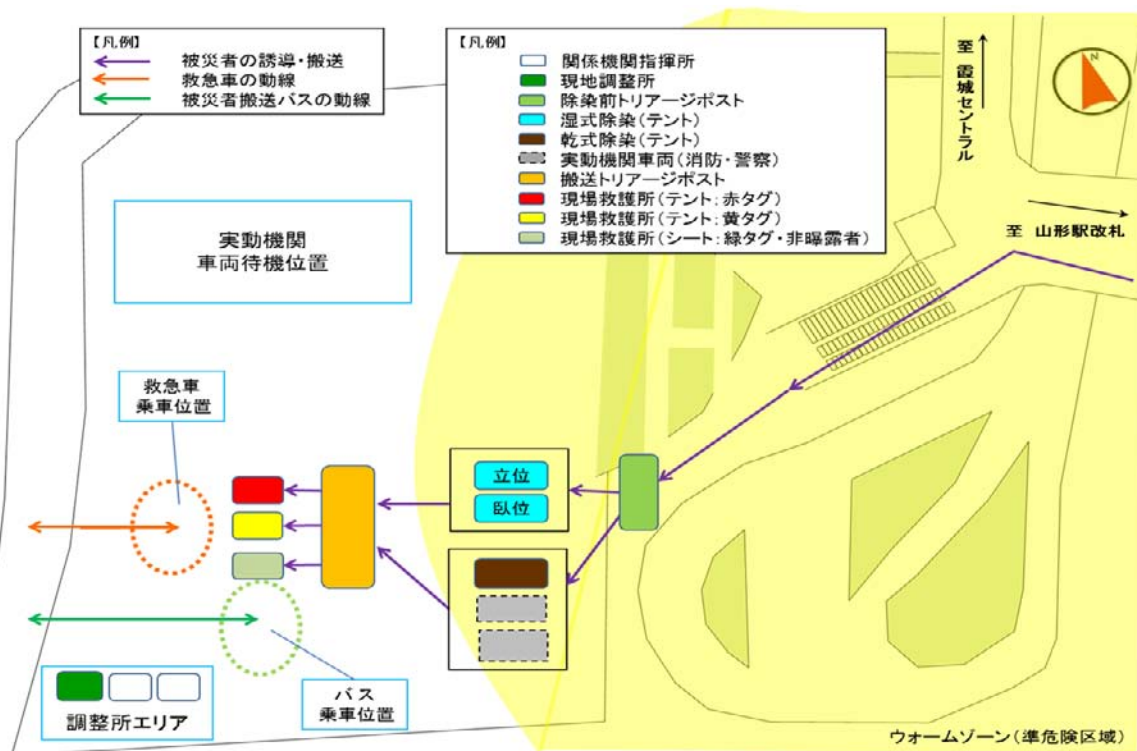 【凡例】
被災者の誘導・搬送
救急車の動線
被災者搬送バスの動線
【凡例】
関係機関指揮所
現地調整所
除染前トリアージポスト
湿式除染(テント)
乾式除染(テント)
実動機関車両(消防・警察)
搬送トリアージポスト
現場救護所(テント:赤タグ)
現場救護所(テント:黄タグ)
現場救護所(シート:緑タグ・非曝露者)
至 霞城セントラル
N
至 山形駅改札
実動機関
車両待機位置
救急車
乗車位置
立位
臥位
バス
乗車位置
調整所エリア
ウォームゾーン(準危険区域)